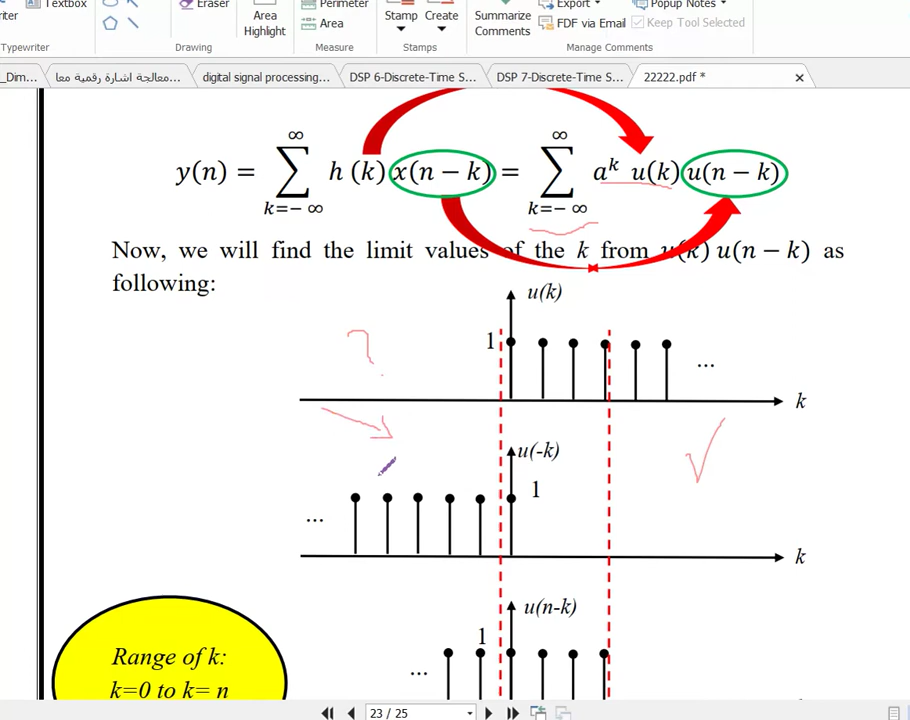 Typewriter
Textbox
Eraser
Perimeter
Export
Popup Notes
Area
Highlight
Area
Stamp
Create
Summarize
Comments
FDF via Email
Keep Tool Selected
Typewriter
Drawing
Measure
Stamps
Manage Comments
_Dim...
معالجة اشارة رقمية معا...
digital signal processing...
DSP 6-Discrete-Time S...
DSP 7-Discrete-Time S...
22222.pdf *
y(n) = ∑_{k=−∞}^{∞} h (k) x(n − k) = ∑_{k=−∞}^{∞} a^k u(k) u(n − k)
Now, we will find the limit values of the k from u(k) u(n − k) as
following:
u(k)
1
...
k
u(-k)
1
...
k
u(n-k)
1
...
Range of k:
k=0 to k= n
23 / 25